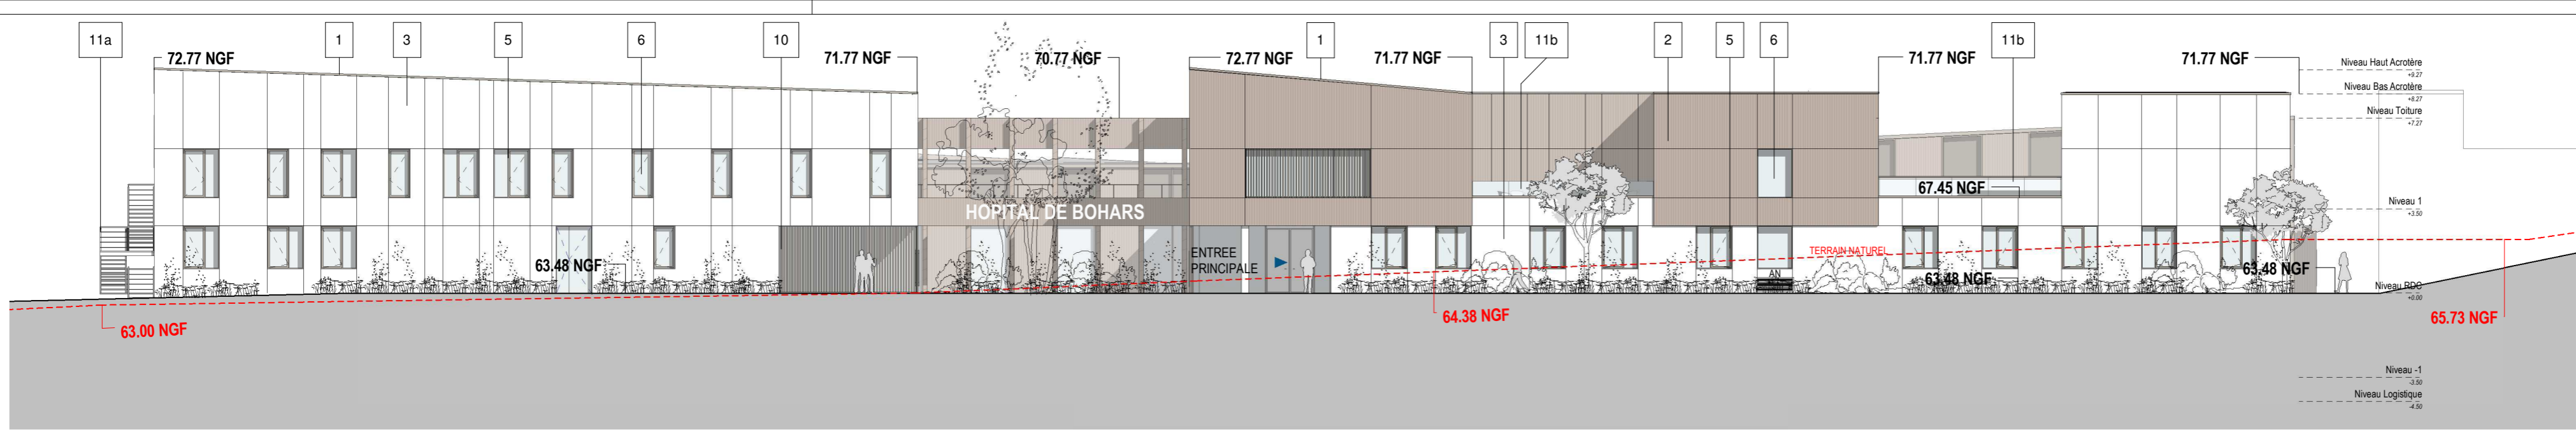 11a
1
3
5
6
10
1
3
11b
2
5
6
11b
72.77 NGF
71.77 NGF
70.77 NGF
72.77 NGF
71.77 NGF
71.77 NGF
71.77 NGF
Niveau Haut Acrotère
+9.27
Niveau Bas Acrotère
+8.27
Niveau Toiture
+7.27
67.45 NGF
Niveau 1
+3.50
HOPITAL DE BOHARS
ENTREE
PRINCIPALE
TERRAIN NATUREL
63.48 NGF
AN
63.48 NGF
63.48 NGF
Niveau RDC
+0.00
63.00 NGF
64.38 NGF
65.73 NGF
Niveau -1
-3.50
Niveau Logistique
-4.50